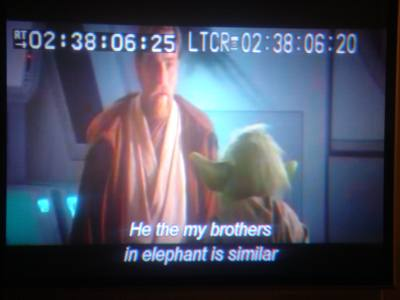 RT→02:38:06:25 LTCR=02:38:06:20
He the my brothers
in elephant is similar